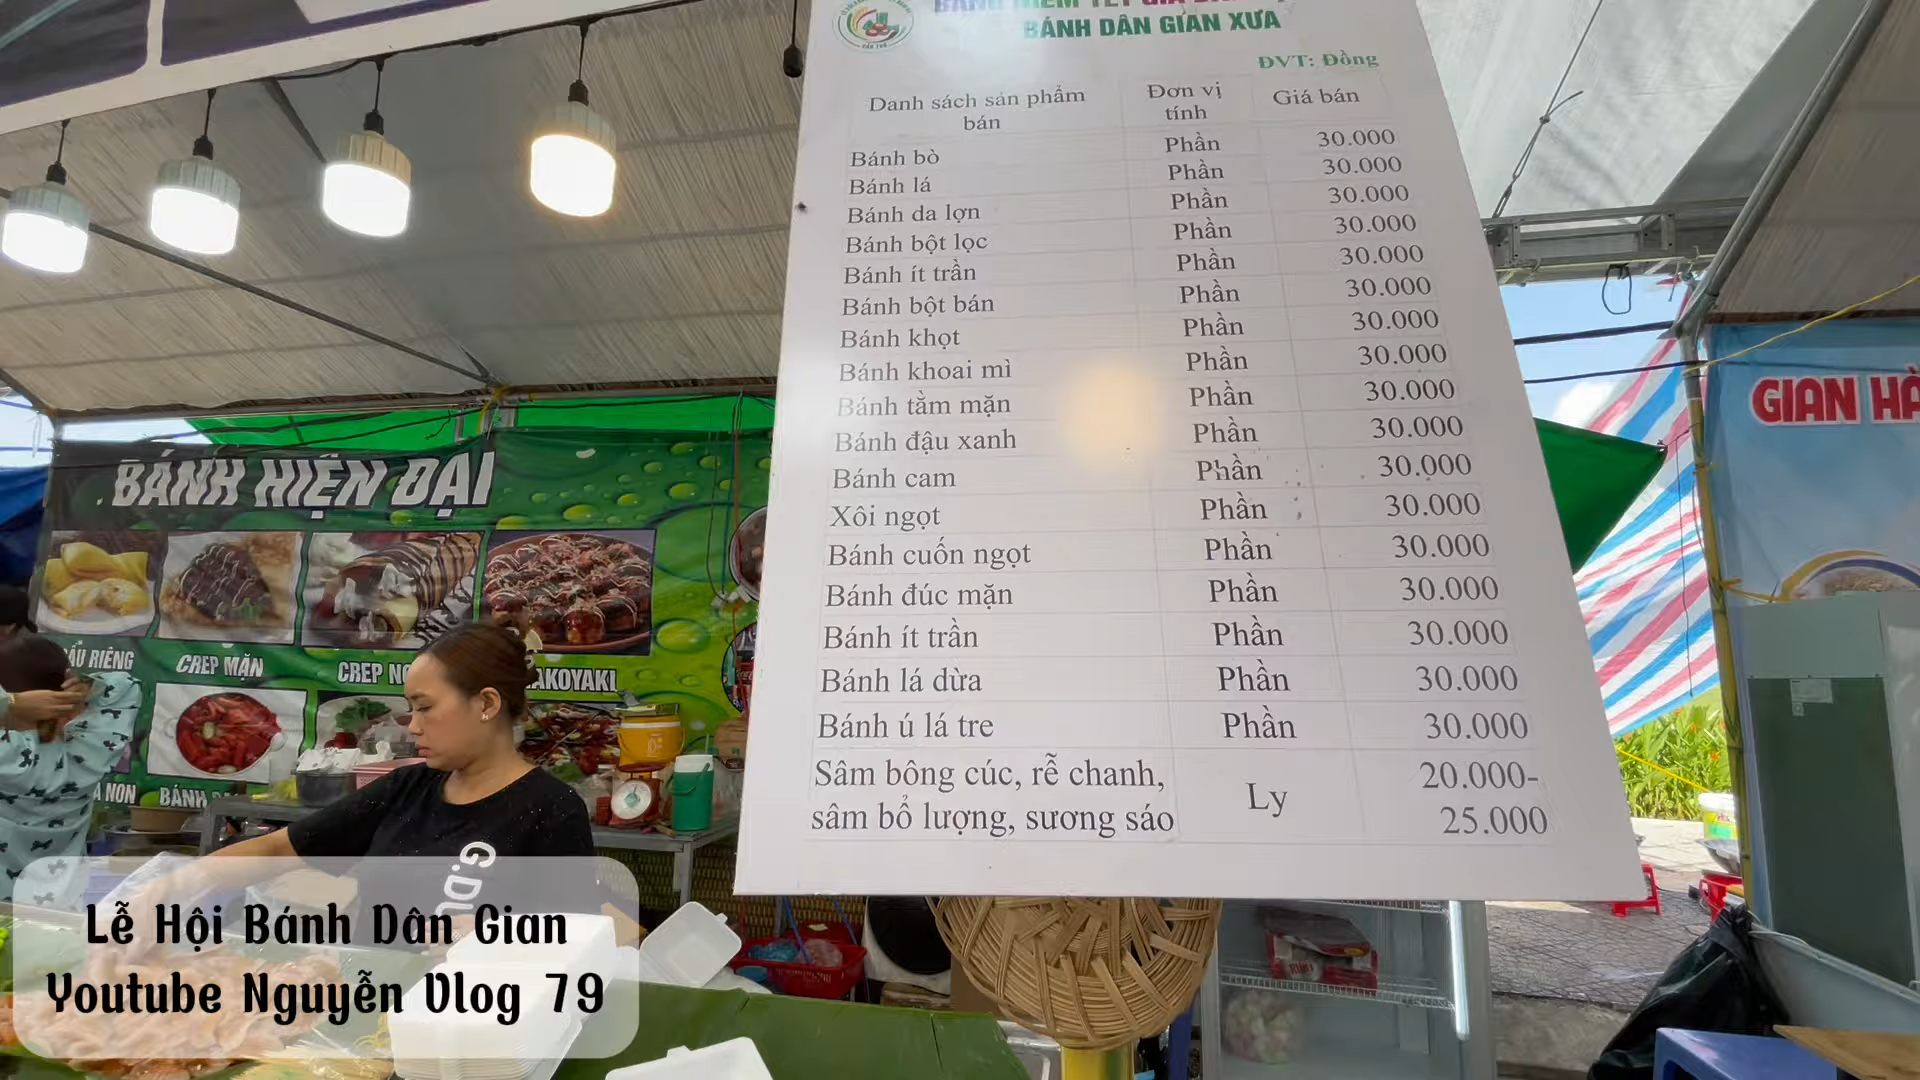 BÁNH DÂN GIAN XƯA
ĐVT: Đồng
Danh sách sản phẩm bán Đơn vị tính Giá bán
Bánh bò Phần 30.000
Bánh lá Phần 30.000
Bánh da lợn Phần 30.000
Bánh bột lọc Phần 30.000
Bánh ít trần Phần 30.000
Bánh bột bán Phần 30.000
Bánh khọt Phần 30.000
Bánh khoai mì Phần 30.000
Bánh tằm mặn Phần 30.000
Bánh đậu xanh Phần 30.000
Bánh cam Phần 30.000
Xôi ngọt Phần 30.000
Bánh cuốn ngọt Phần 30.000
Bánh đúc mặn Phần 30.000
Bánh ít trần Phần 30.000
Bánh lá dừa Phần 30.000
Bánh ú lá tre Phần 30.000
Sâm bông cúc, rễ chanh, Ly 20.000-
sâm bổ lượng, sương sáo 25.000
BÁNH HIỆN ĐẠI
RIÊNG
CREP MẶN
CREP
AKOYAKI
NON
BÁNH
GIAN
G.DU
Lễ Hội Bánh Dân Gian
Youtube Nguyễn Vlog 79